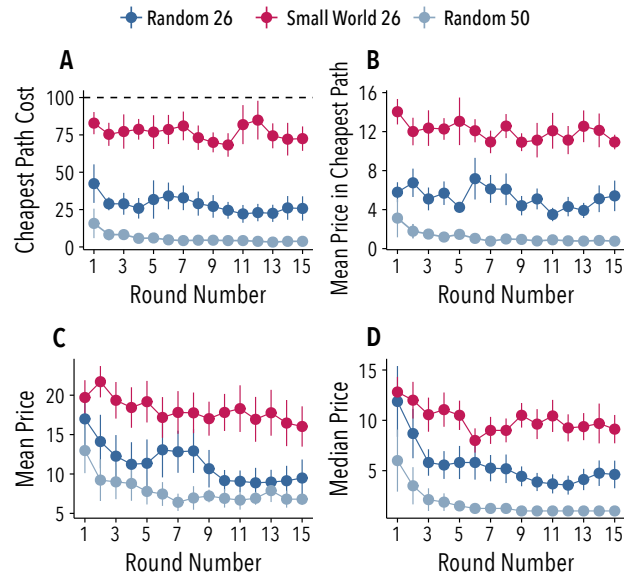 Random 26 Small World 26 Random 50
A
Cheapest Path Cost
100
75
50
25
0
1 3 5 7 9 11 13 15
Round Number
B
Mean Price in Cheapest Path
16
12
8
4
0
1 3 5 7 9 11 13 15
Round Number
C
Mean Price
20
15
10
5
1 3 5 7 9 11 13 15
Round Number
D
Median Price
15
10
5
1 3 5 7 9 11 13 15
Round Number